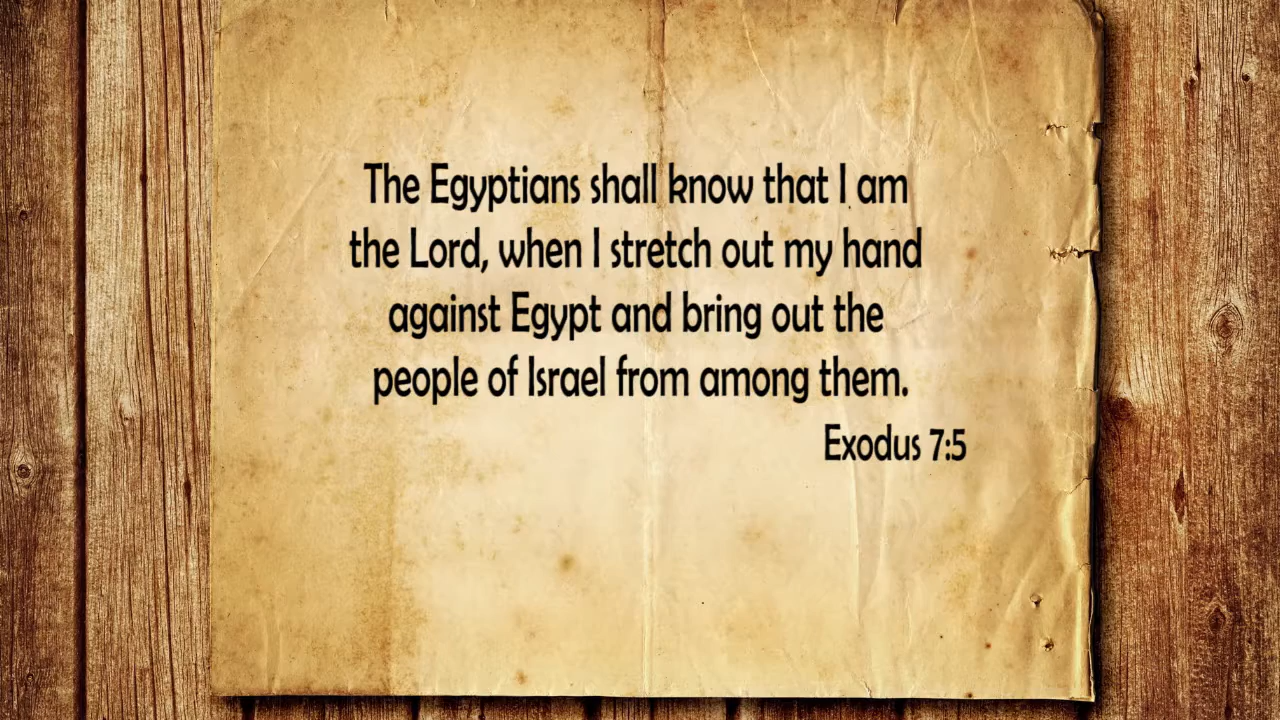 The Egyptians shall know that I am
the Lord, when I stretch out my hand
against Egypt and bring out the
people of Israel from among them.
Exodus 7:5